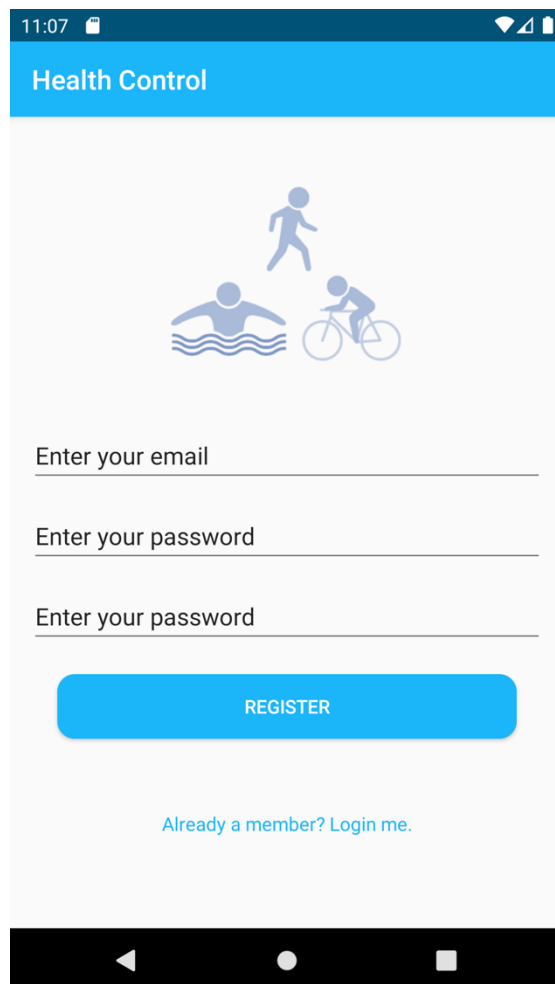 11:07
Health Control
Enter your email
Enter your password
Enter your password
REGISTER
Already a member? Login me.